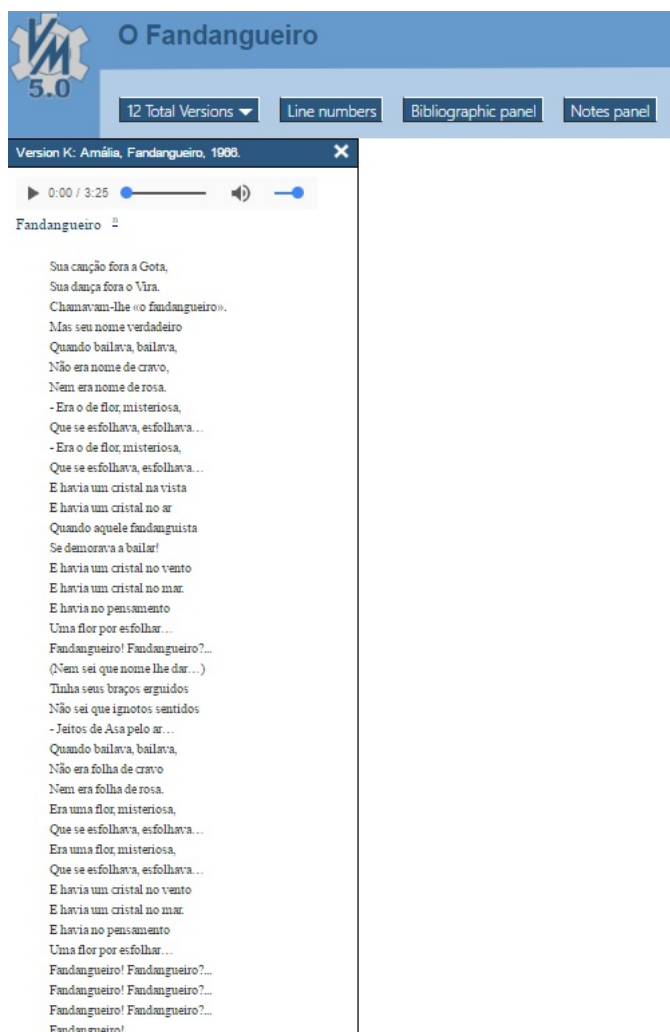 VM
5.0
O Fandangueiro
12 Total Versions
Line numbers
Bibliographic panel
Notes panel
Version K: Amália, Fandangueiro, 1966.
0:00 / 3:25
Fandangueiro n
Sua canção fora a Gota,
Sua dança fora o Vira.
Chamavam-lhe «o fandangueiro».
Mas seu nome verdadeiro
Quando bailava, bailava,
Não era nome de cravo,
Nem era nome de rosa.
- Era o de flor, misteriosa,
Que se esfolhava, esfolhava…
- Era o de flor, misteriosa,
Que se esfolhava, esfolhava…
E havia um cristal na vista
E havia um cristal no ar
Quando aquele fandanguista
Se demorava a bailar!
E havia um cristal no vento
E havia um cristal no mar.
E havia no pensamento
Uma flor por esfolhar…
Fandangueiro! Fandangueiro?...
(Nem sei que nome lhe dar…)
Tinha seus braços erguidos
Não sei que ignotos sentidos
- Jeitos de Asa pelo ar…
Quando bailava, bailava,
Não era folha de cravo
Nem era folha de rosa.
Era uma flor, misteriosa,
Que se esfolhava, esfolhava…
Era uma flor, misteriosa,
Que se esfolhava, esfolhava…
E havia um cristal no vento
E havia um cristal no mar.
E havia no pensamento
Uma flor por esfolhar…
Fandangueiro! Fandangueiro?...
Fandangueiro! Fandangueiro?...
Fandangueiro! Fandangueiro?...
Fandangueiro!